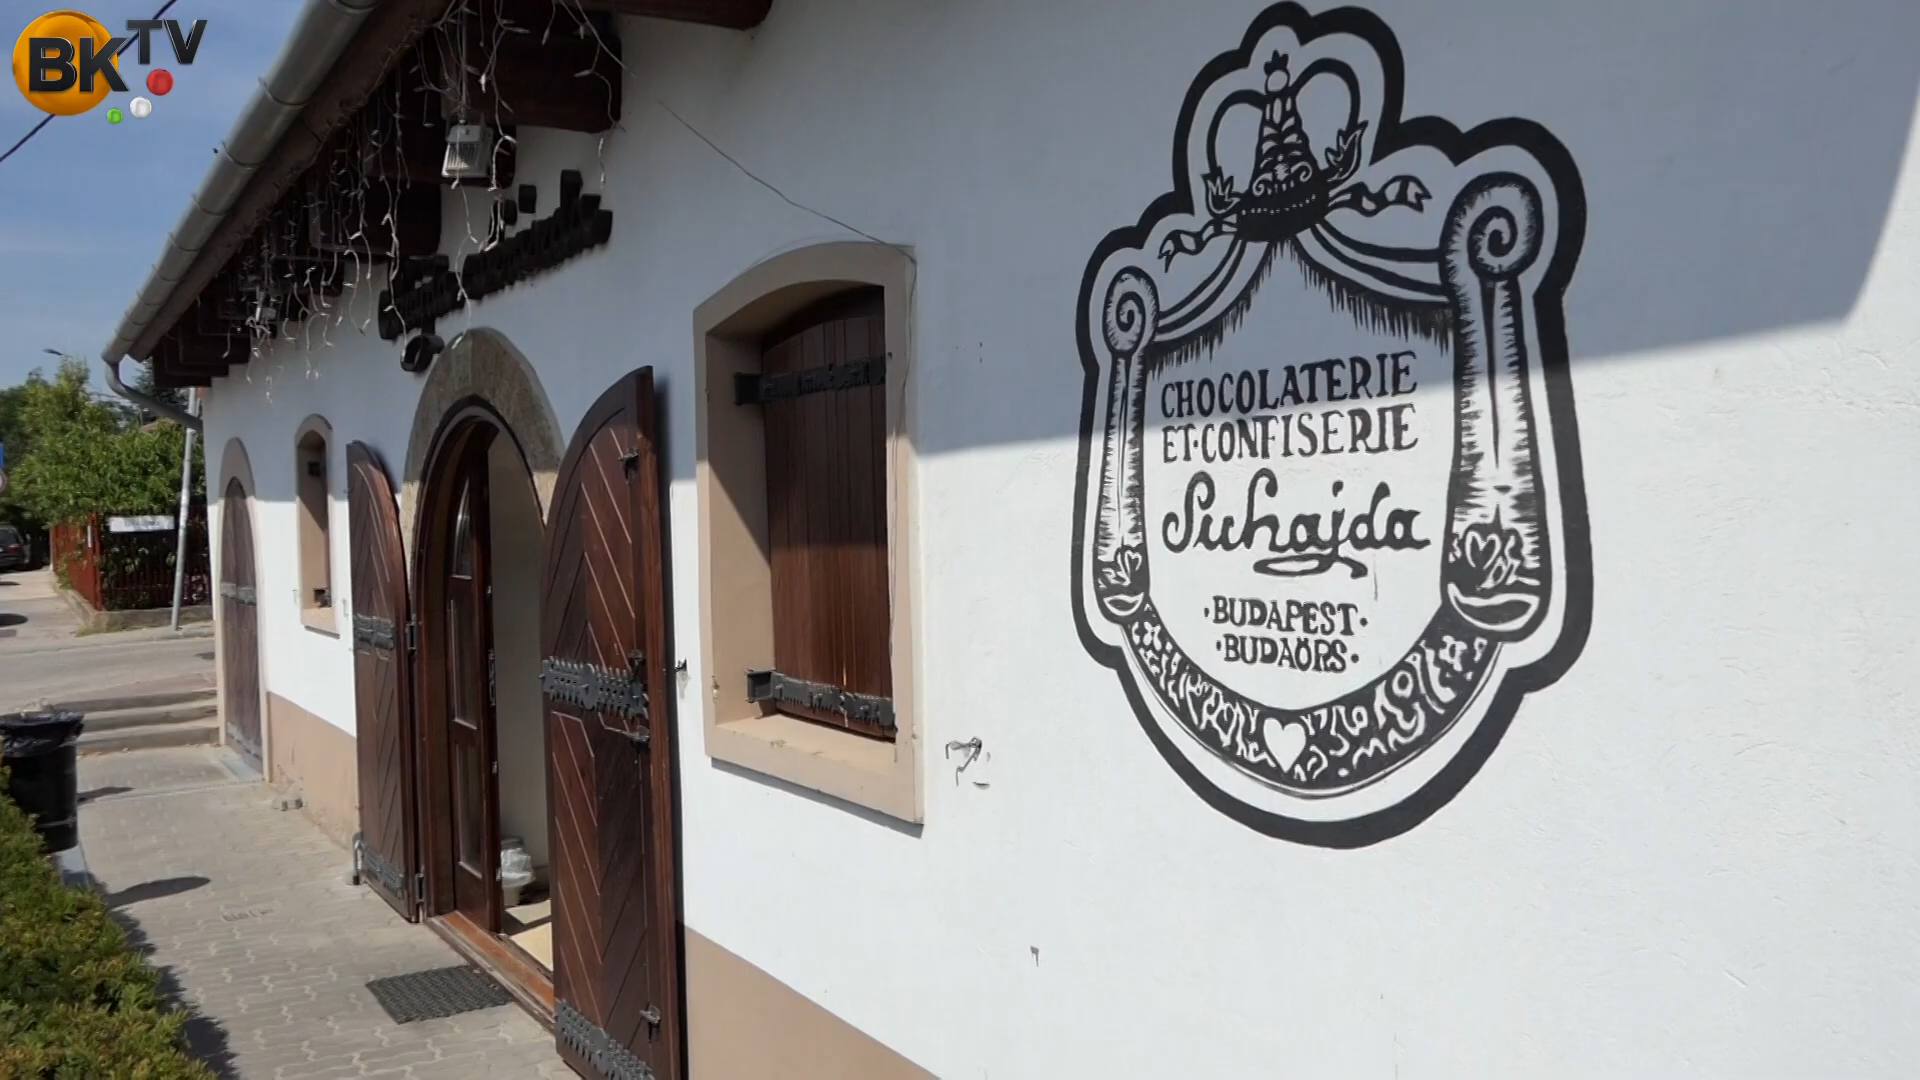 BKTV
CHOCOLATERIE
ET·CONFISERIE
Suhajda
·BUDAPEST·
·BUDAÖRS·